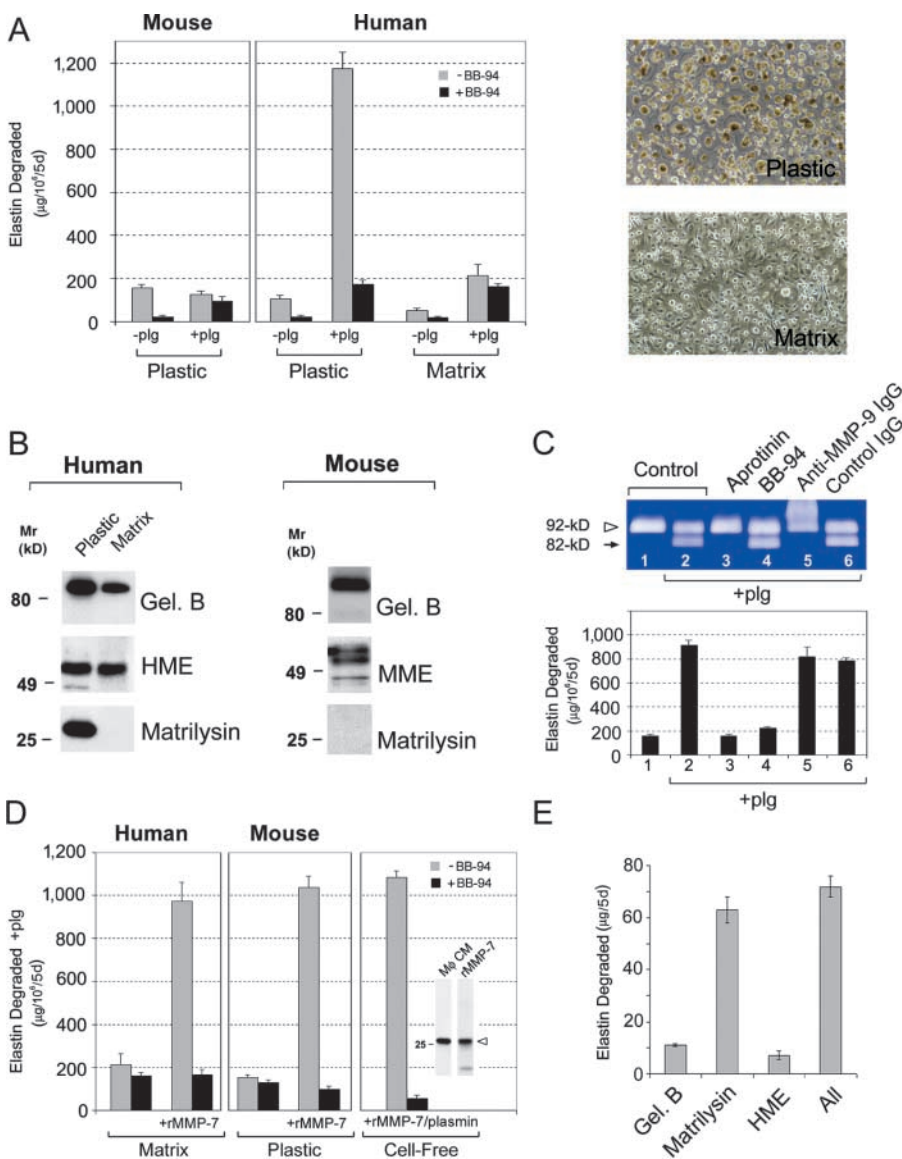 A
Mouse
Human
1,200
1,000
800
600
400
200
0
Elastin Degraded
(µg/10⁶/5d)
-BB-94
+BB-94
-plg
+plg
-plg
+plg
-plg
+plg
Plastic
Plastic
Matrix
Plastic
Matrix
B
Human
Mr
(kD)
Plastic
Matrix
80
Gel. B
49
HME
25
Matrilysin
Mouse
Mr
(kD)
80
Gel. B
49
MME
25
Matrilysin
C
Control
Aprotinin
BB-94
Anti-MMP-9 IgG
Control IgG
92-kD
82-kD
1 2 3 4 5 6
+plg
1,000
800
600
400
200
0
Elastin Degraded
(µg/10⁶/5d)
1 2 3 4 5 6
+plg
D
Human
Mouse
1,200
1,000
800
600
400
200
0
Elastin Degraded +plg
(µg/10⁶/5d)
-BB-94
+BB-94
Mϕ CM
rMMP-7
25
+rMMP-7
+rMMP-7
+rMMP-7/plasmin
Matrix
Plastic
Cell-Free
E
80
60
40
20
0
Elastin Degraded (µg/5d)
Gel. B
Matrilysin
HME
All